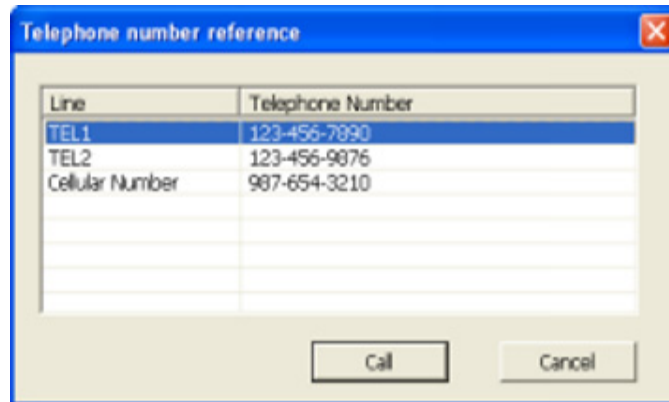 Telephone number reference
Line Telephone Number
TEL1 123-456-7890
TEL2 123-456-9876
Cellular Number 987-654-3210
Call Cancel